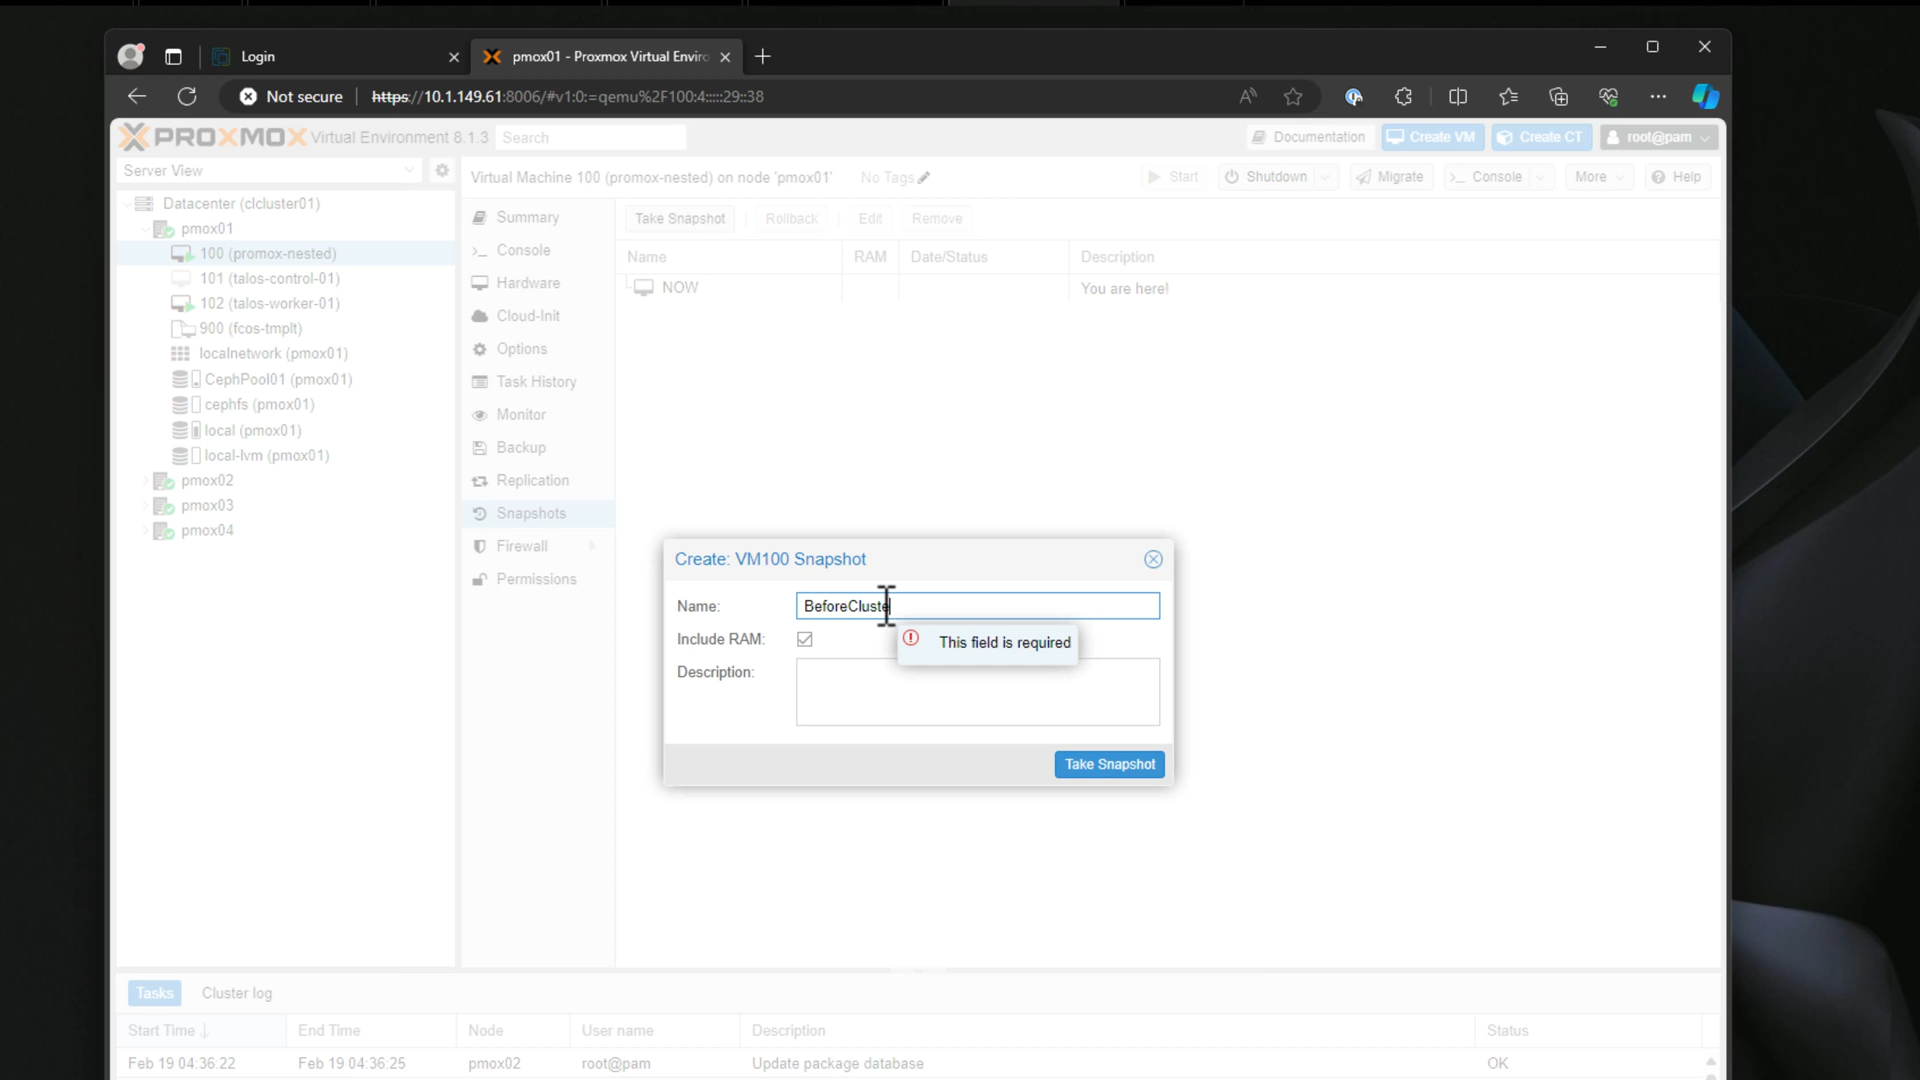 Login
pmox01 - Proxmox Virtual Enviro
Not secure
https://10.1.149.61:8006/#v1:0:=qemu%2F100:4:::::29::38
PROXMOX Virtual Environment 8.1.3
Search
Documentation
Create VM
Create CT
root@pam
Server View
Virtual Machine 100 (promox-nested) on node 'pmox01'
No Tags
Start
Shutdown
Migrate
>_ Console
More
Help
Datacenter (clcluster01)
pmox01
100 (promox-nested)
101 (talos-control-01)
102 (talos-worker-01)
900 (fcos-tmplt)
localnetwork (pmox01)
CephPool01 (pmox01)
cephfs (pmox01)
local (pmox01)
local-lvm (pmox01)
pmox02
pmox03
pmox04
Summary
>_ Console
Hardware
Cloud-Init
Options
Task History
Monitor
Backup
Replication
Snapshots
Firewall
Permissions
Take Snapshot
Rollback
Edit
Remove
Name
RAM
Date/Status
Description
NOW
You are here!
Create: VM100 Snapshot
Name:
BeforeCluste
Include RAM:
This field is required
Description:
Take Snapshot
Tasks
Cluster log
Start Time
End Time
Node
User name
Description
Status
Feb 19 04:36:22
Feb 19 04:36:25
pmox02
root@pam
Update package database
OK